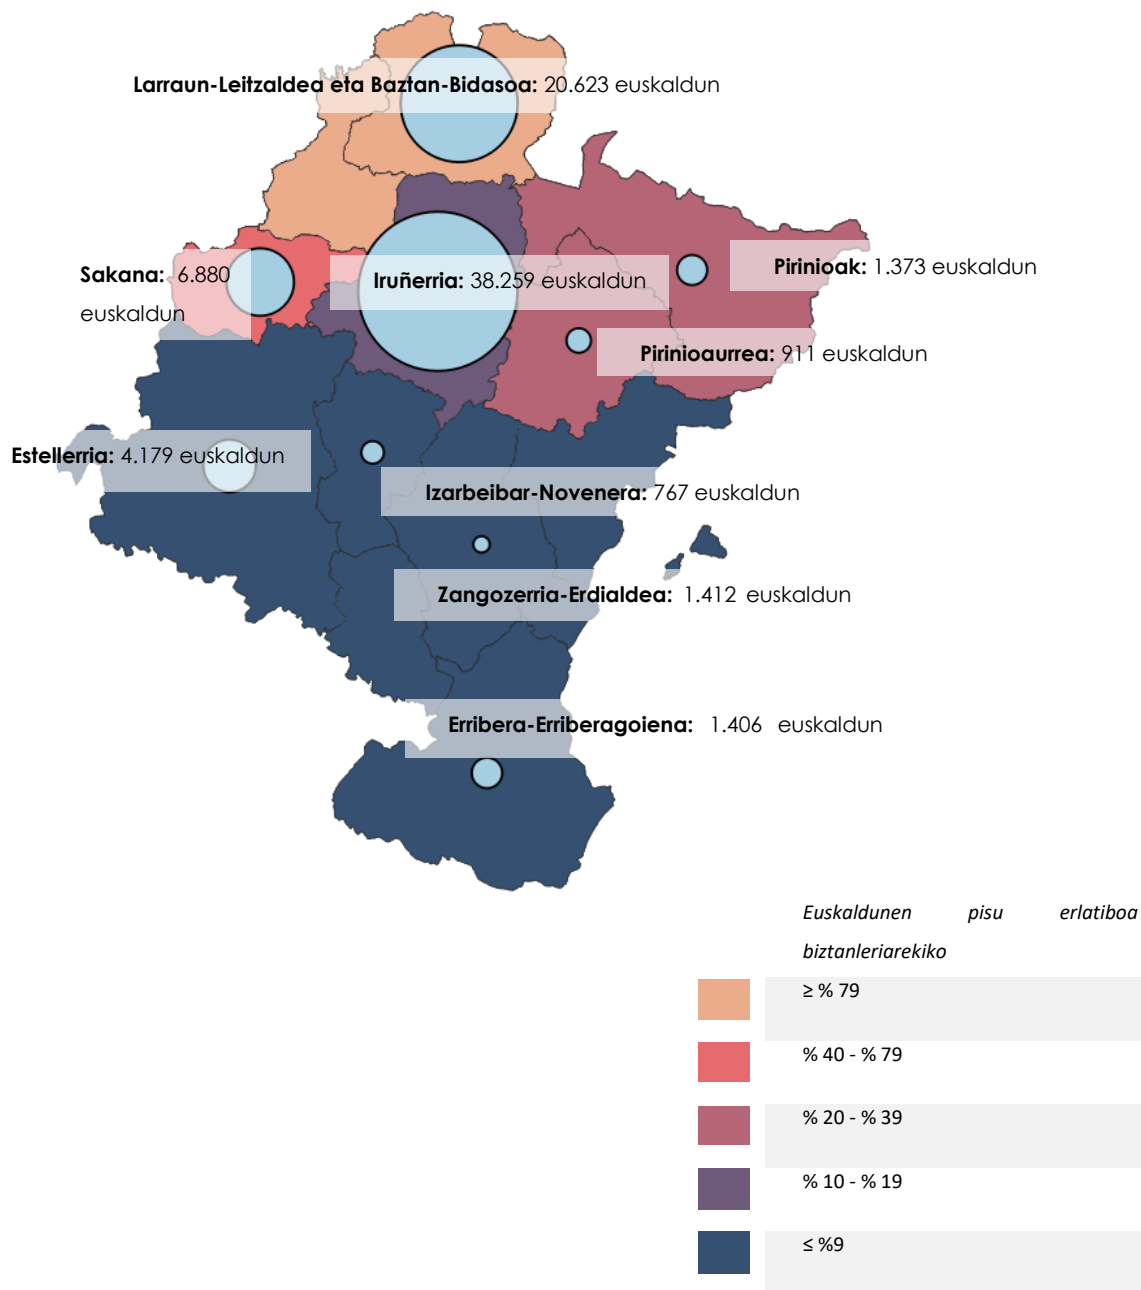 Larraun-Leitzaldea eta Baztan-Bidasoa: 20.623 euskaldun
Sakana: 6.880
euskaldun
Iruñerria: 38.259 euskaldun
Pirinioak: 1.373 euskaldun
Pirinioaurrea: 911 euskaldun
Estellerria: 4.179 euskaldun
Izarbeibar-Novenera: 767 euskaldun
Zangozerria-Erdialdea: 1.412 euskaldun
Erribera-Erriberagoiena: 1.406 euskaldun
Euskaldunen pisu erlatiboa
biztanleriarekiko
≥ % 79
% 40 - % 79
% 20 - % 39
% 10 - % 19
≤ %9